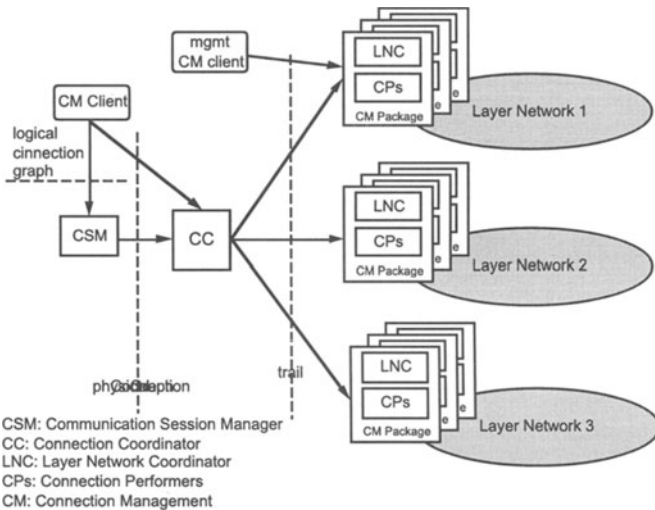 mgmt
CM client
LNC
CPs
CM Package
e
Layer Network 1
CM Client
logical
cinnection
graph
CSM
CC
LNC
CPs
CM Package
e
Layer Network 2
trail
LNC
CPs
CM Package
e
Layer Network 3
CSM: Communication Session Manager
CC: Connection Coordinator
LNC: Layer Network Coordinator
CPs: Connection Performers
CM: Connection Management